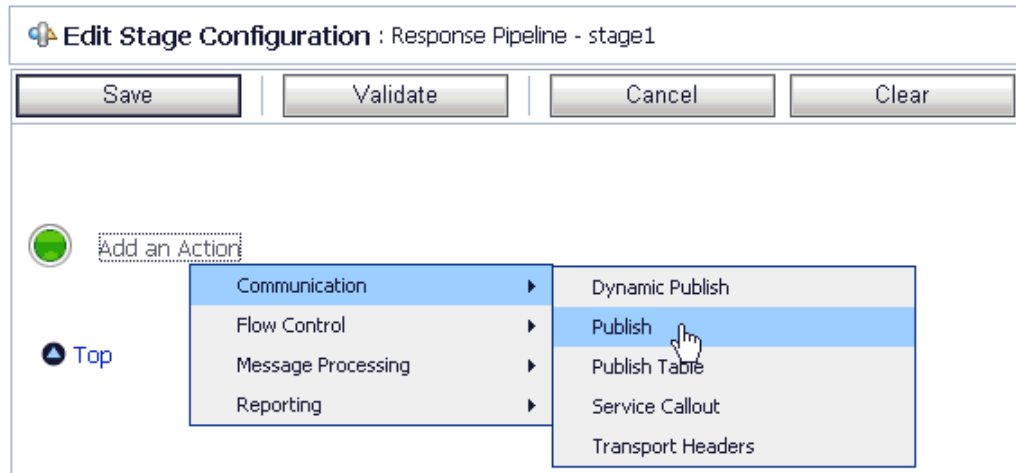 Edit Stage Configuration : Response Pipeline - stage1
Save Validate Cancel Clear
Add an Action
Communication
Flow Control
Message Processing
Reporting
Dynamic Publish
Publish
Publish Table
Service Callout
Transport Headers
Top